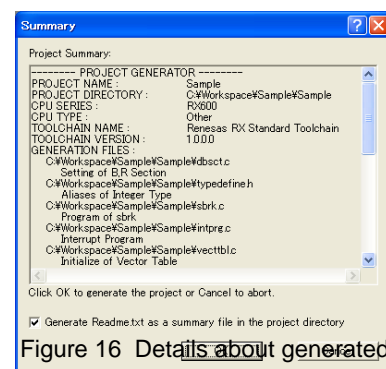 Summary
Project Summary:
-------- PROJECT GENERATOR --------
PROJECT NAME : Sample
PROJECT DIRECTORY : C:¥Workspace¥Sample¥Sample
CPU SERIES : RX600
CPU TYPE : Other
TOOLCHAIN NAME : Renesas RX Standard Toolchain
TOOLCHAIN VERSION : 1.0.0.0
GENERATION FILES :
C:¥Workspace¥Sample¥Sample¥dbsct.c
Setting of B,R Section
C:¥Workspace¥Sample¥Sample¥typedefine.h
Aliases of Integer Type
C:¥Workspace¥Sample¥Sample¥sbrk.c
Program of sbrk
C:¥Workspace¥Sample¥Sample¥intprg.c
Interrupt Program
C:¥Workspace¥Sample¥Sample¥vecttbl.c
Initialize of Vector Table
Click OK to generate the project or Cancel to abort.
Generate Readme.txt as a summary file in the project directory
Figure 16 Details about generated